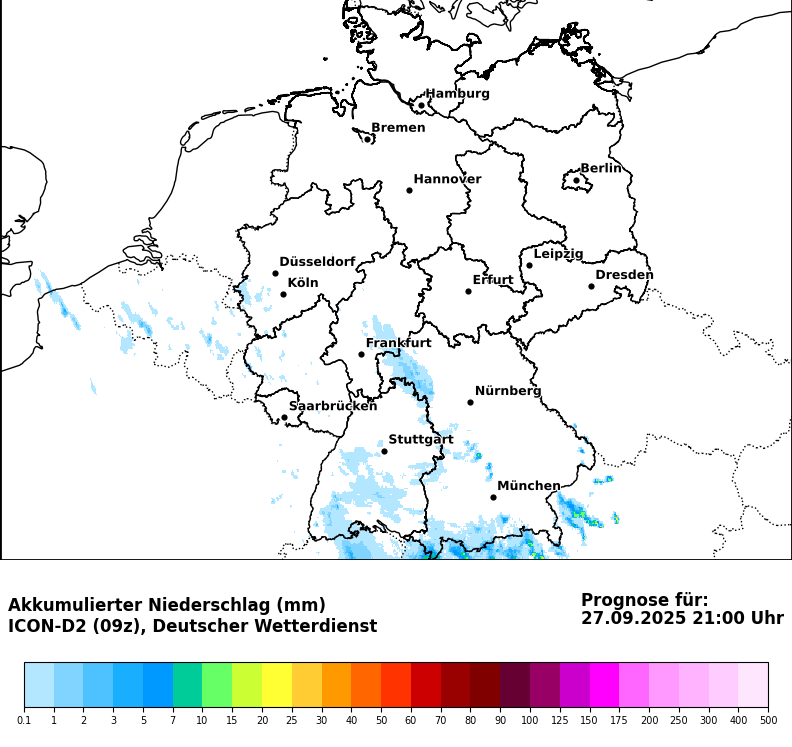 Hamburg
Bremen
Berlin
Hannover
Leipzig
Düsseldorf
Dresden
Köln
Erfurt
Frankfurt
Nürnberg
Saarbrücken
Stuttgart
München
Akkumulierter Niederschlag (mm)
ICON-D2 (09z), Deutscher Wetterdienst
Prognose für:
27.09.2025 21:00 Uhr
0.1 1 2 3 5 7 10 15 20 25 30 40 50 60 70 80 90 100 125 150 175 200 250 300 400 500